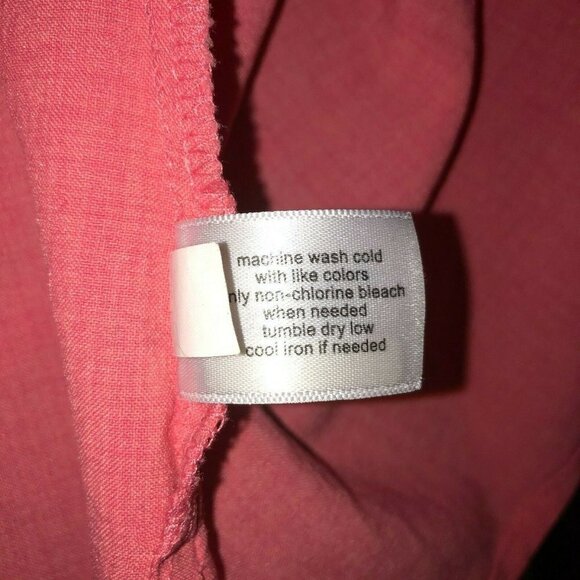 machine wash cold
with like colors
nly non-chlorine bleach
when needed
tumble dry low
cool iron if needed